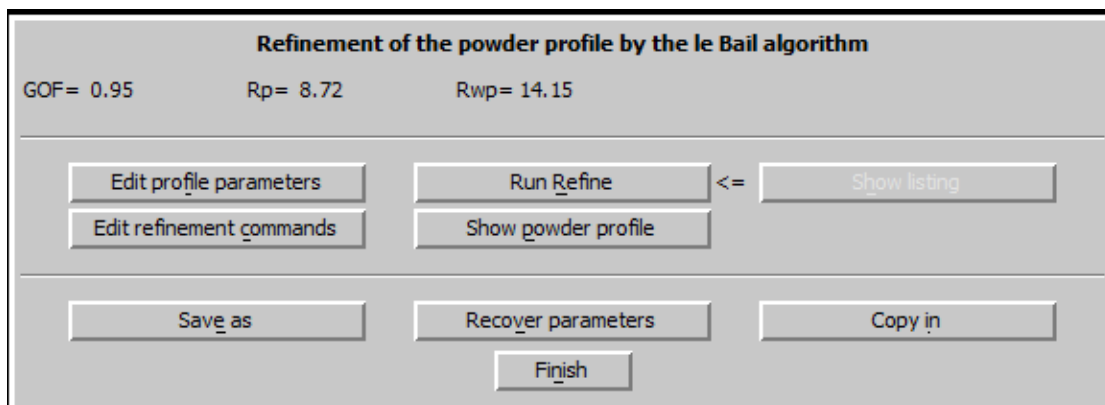 Refinement of the powder profile by the le Bail algorithm
GOF= 0.95 Rp= 8.72 Rwp= 14.15
Edit profile parameters Run Refine <= Show listing
Edit refinement commands Show powder profile
Save as Recover parameters Copy in
Finish